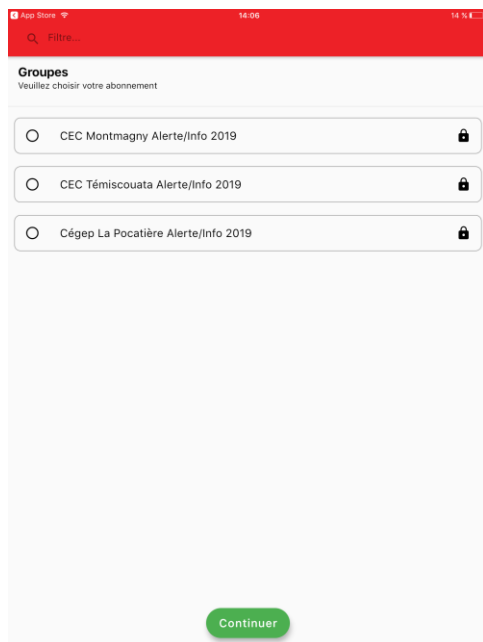 App Store 14:06 14 %
Filtre...
Groupes
Veuillez choisir votre abonnement
CEC Montmagny Alerte/Info 2019
CEC Témiscouata Alerte/Info 2019
Cégep La Pocatière Alerte/Info 2019
Continuer